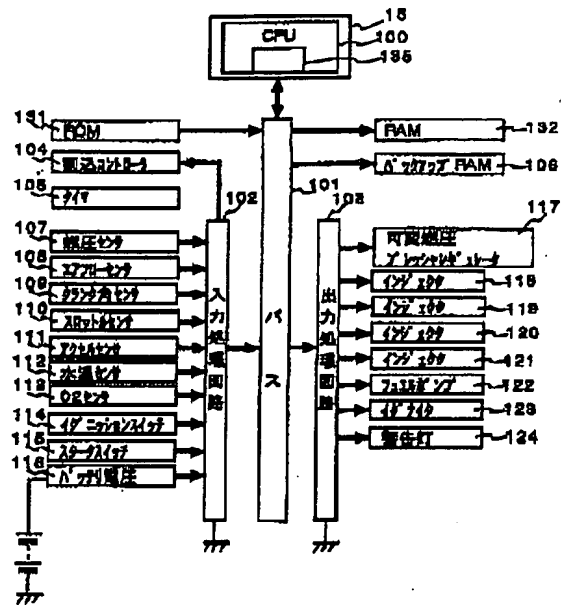 15
CPU
100
135
131
ROM
RAM
132
104
割込コントローラ
バックアップRAM
106
105
タイマ
102
101
103
117
107
燃圧センサ
可変燃圧
プレッシャレギュレータ
108
エアフローセンサ
インジェクタ
118
109
クランク角センサ
インジェクタ
119
110
スロットルセンサ
インジェクタ
120
111
アクセルセンサ
インジェクタ
121
112
水温センサ
フュエルポンプ
122
113
O2センサ
イグナイタ
123
114
イグニッションスイッチ
警告灯
124
115
スタータスイッチ
116
バッテリ電圧
入力処理回路
バス
出力処理回路